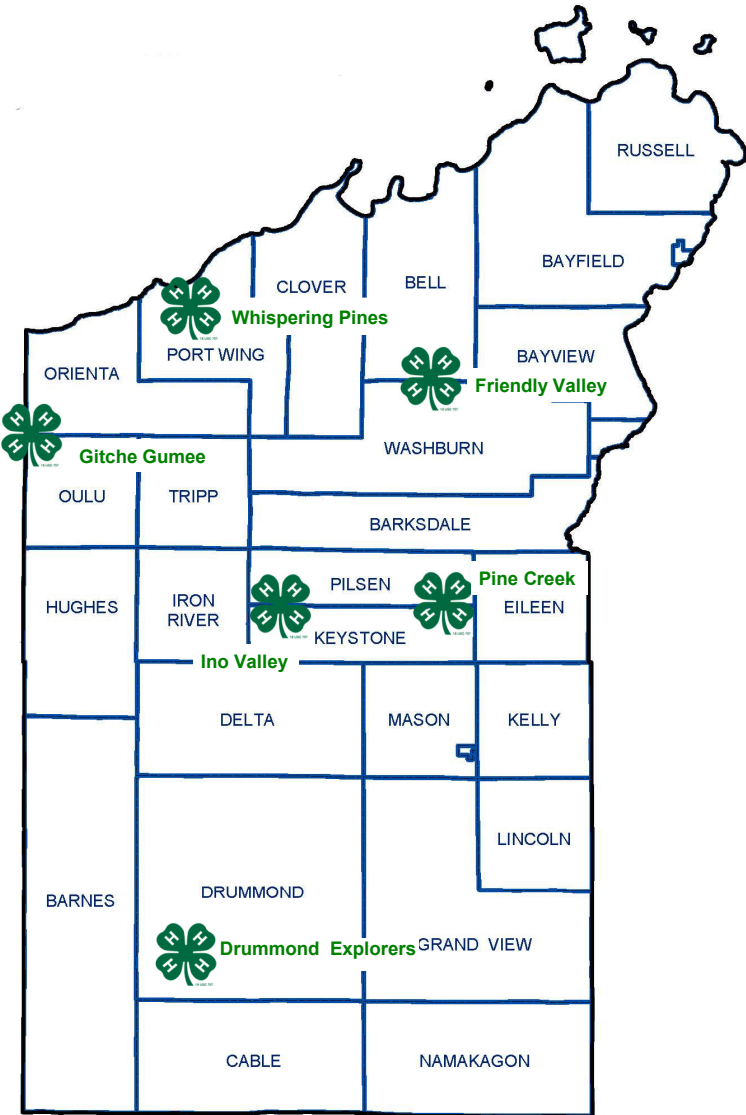 RUSSELL
BAYFIELD
CLOVER
BELL
H H
H H
Whispering Pines
PORT WING
BAYVIEW
ORIENTA
H H
H H
Friendly Valley
H H
H H
Gitche Gumee
WASHBURN
OULU
TRIPP
BARKSDALE
HUGHES
IRON
RIVER
H H
H H
PILSEN
H H
H H
Pine Creek
EILEEN
KEYSTONE
Ino Valley
DELTA
MASON
KELLY
LINCOLN
BARNES
DRUMMOND
H H
H H
Drummond Explorers
GRAND VIEW
CABLE
NAMAKAGON